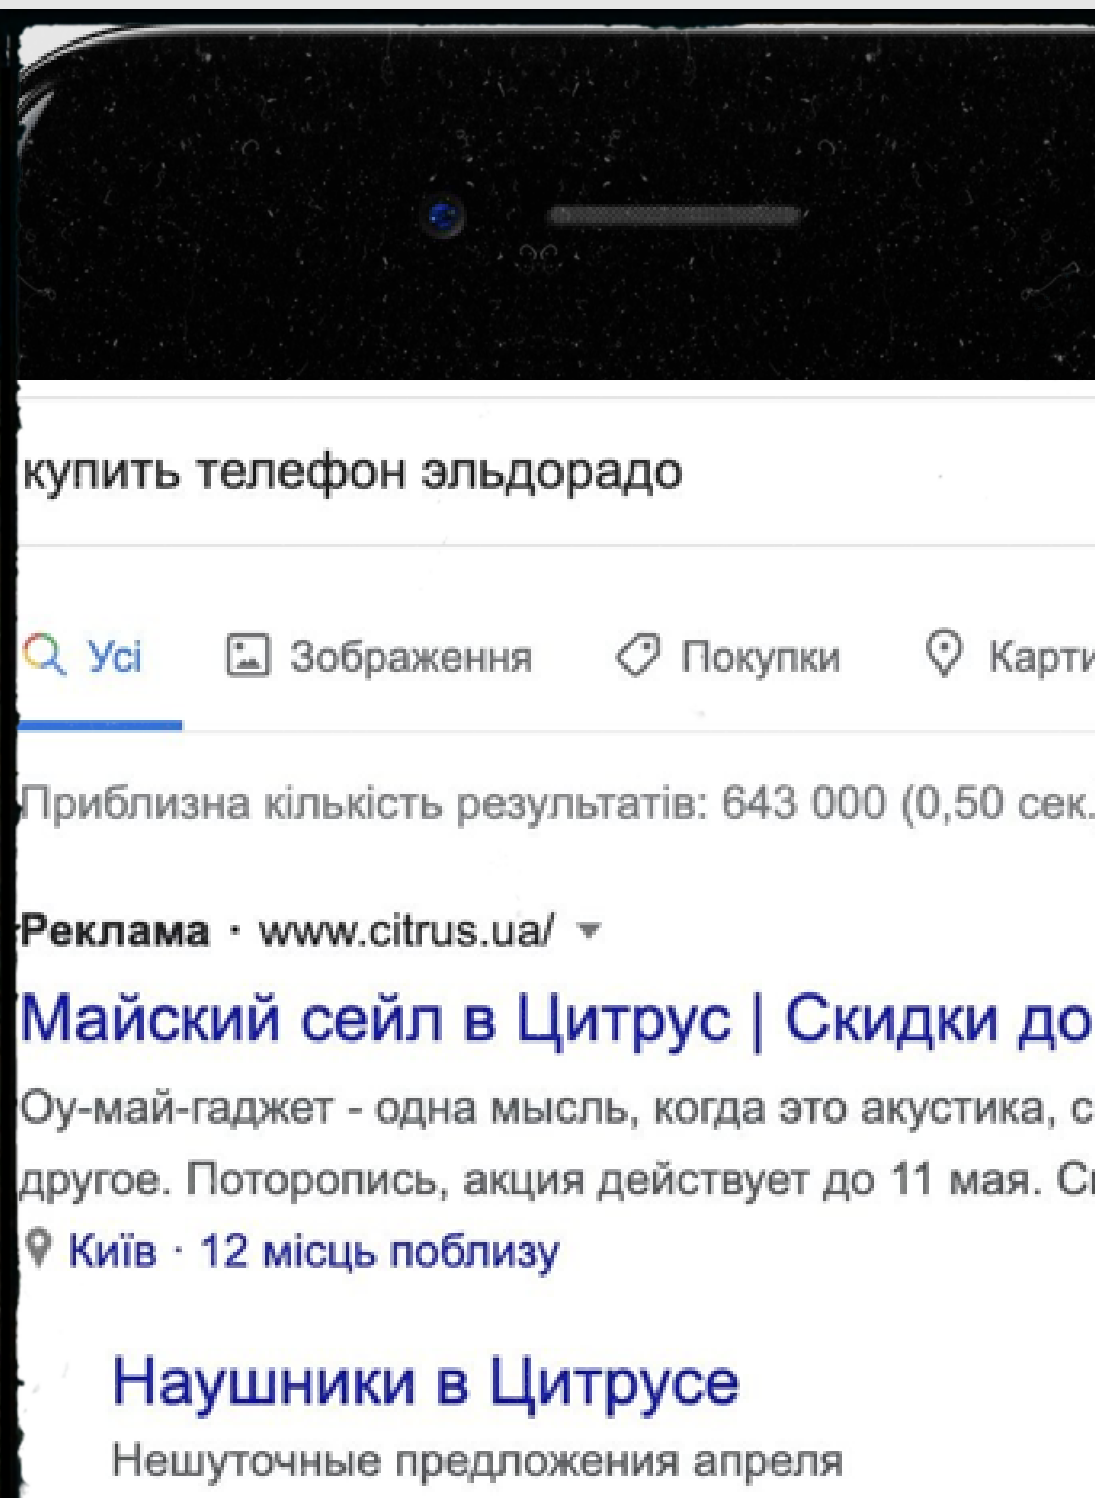 купить телефон эльдорадо
Усі Зображення Покупки Карти
Приблизна кількість результатів: 643 000 (0,50 сек.
Реклама · www.citrus.ua/
Майский сейл в Цитрус | Скидки до
Оу-май-гаджет - одна мысль, когда это акустика, с
другое. Поторопись, акция действует до 11 мая.
Київ · 12 місць поблизу
Наушники в Цитрусе
Нешуточные предложения апреля